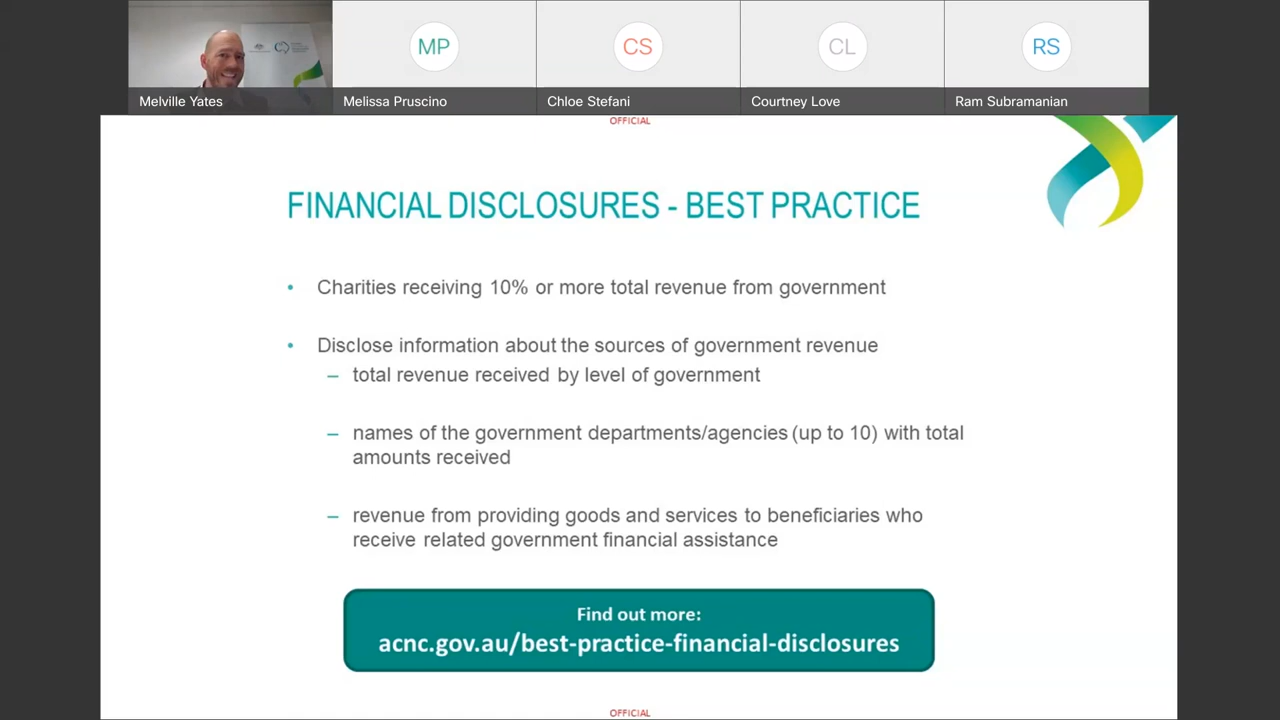 MP
CS
CL
RS
Melville Yates
Melissa Pruscino
Chloe Stefani
Courtney Love
Ram Subramanian
OFFICIAL
FINANCIAL DISCLOSURES - BEST PRACTICE
• Charities receiving 10% or more total revenue from government
• Disclose information about the sources of government revenue
– total revenue received by level of government
– names of the government departments/agencies (up to 10) with total
amounts received
– revenue from providing goods and services to beneficiaries who
receive related government financial assistance
Find out more:
acnc.gov.au/best-practice-financial-disclosures
OFFICIAL